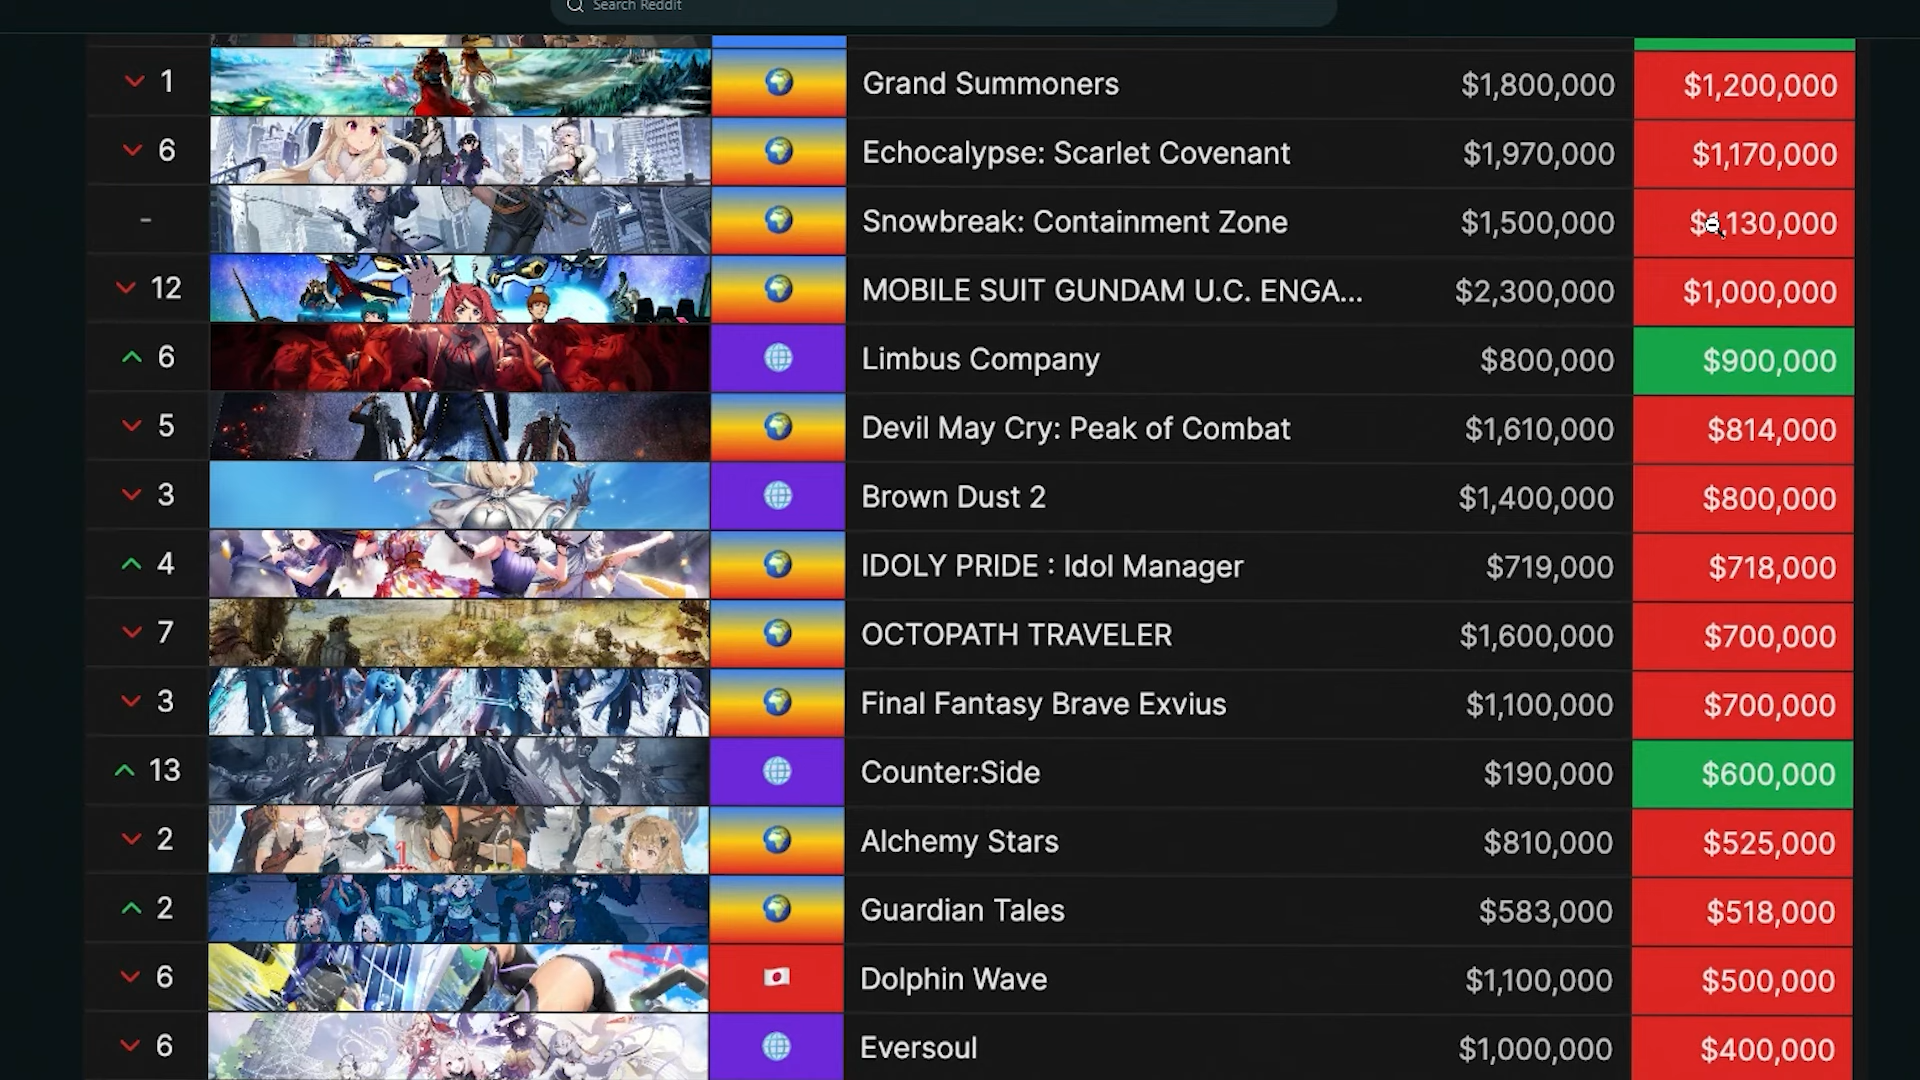 Search Reddit
1 Grand Summoners $1,800,000 $1,200,000
6 Echocalypse: Scarlet Covenant $1,970,000 $1,170,000
- Snowbreak: Containment Zone $1,500,000 $1,130,000
12 MOBILE SUIT GUNDAM U.C. ENGA... $2,300,000 $1,000,000
6 Limbus Company $800,000 $900,000
5 Devil May Cry: Peak of Combat $1,610,000 $814,000
3 Brown Dust 2 $1,400,000 $800,000
4 IDOLY PRIDE : Idol Manager $719,000 $718,000
7 OCTOPATH TRAVELER $1,600,000 $700,000
3 Final Fantasy Brave Exvius $1,100,000 $700,000
13 Counter:Side $190,000 $600,000
2 Alchemy Stars $810,000 $525,000
2 Guardian Tales $583,000 $518,000
6 Dolphin Wave $1,100,000 $500,000
6 Eversoul $1,000,000 $400,000